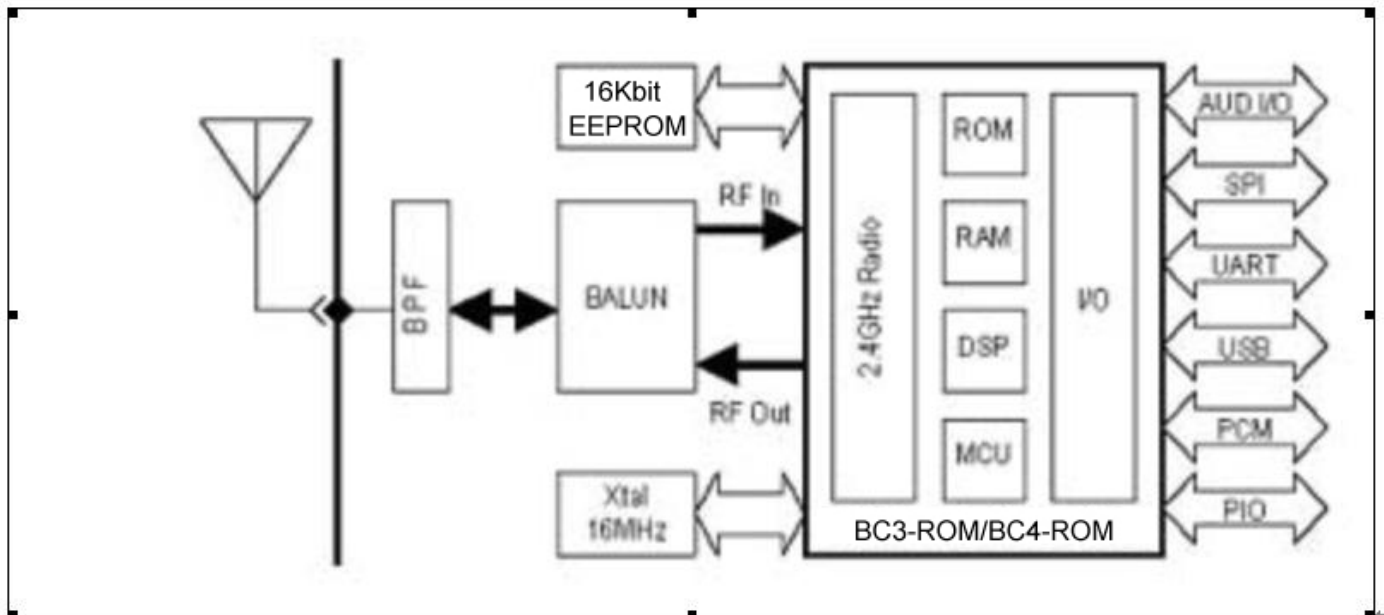 16Kbit
EEPROM
RF In
BPF
BALUN
RF Out
Xtal
16MHz
2.4GHz Radio
ROM
RAM
DSP
MCU
I/O
BC3-ROM/BC4-ROM
AUD I/O
SPI
UART
USB
PCM
PIO